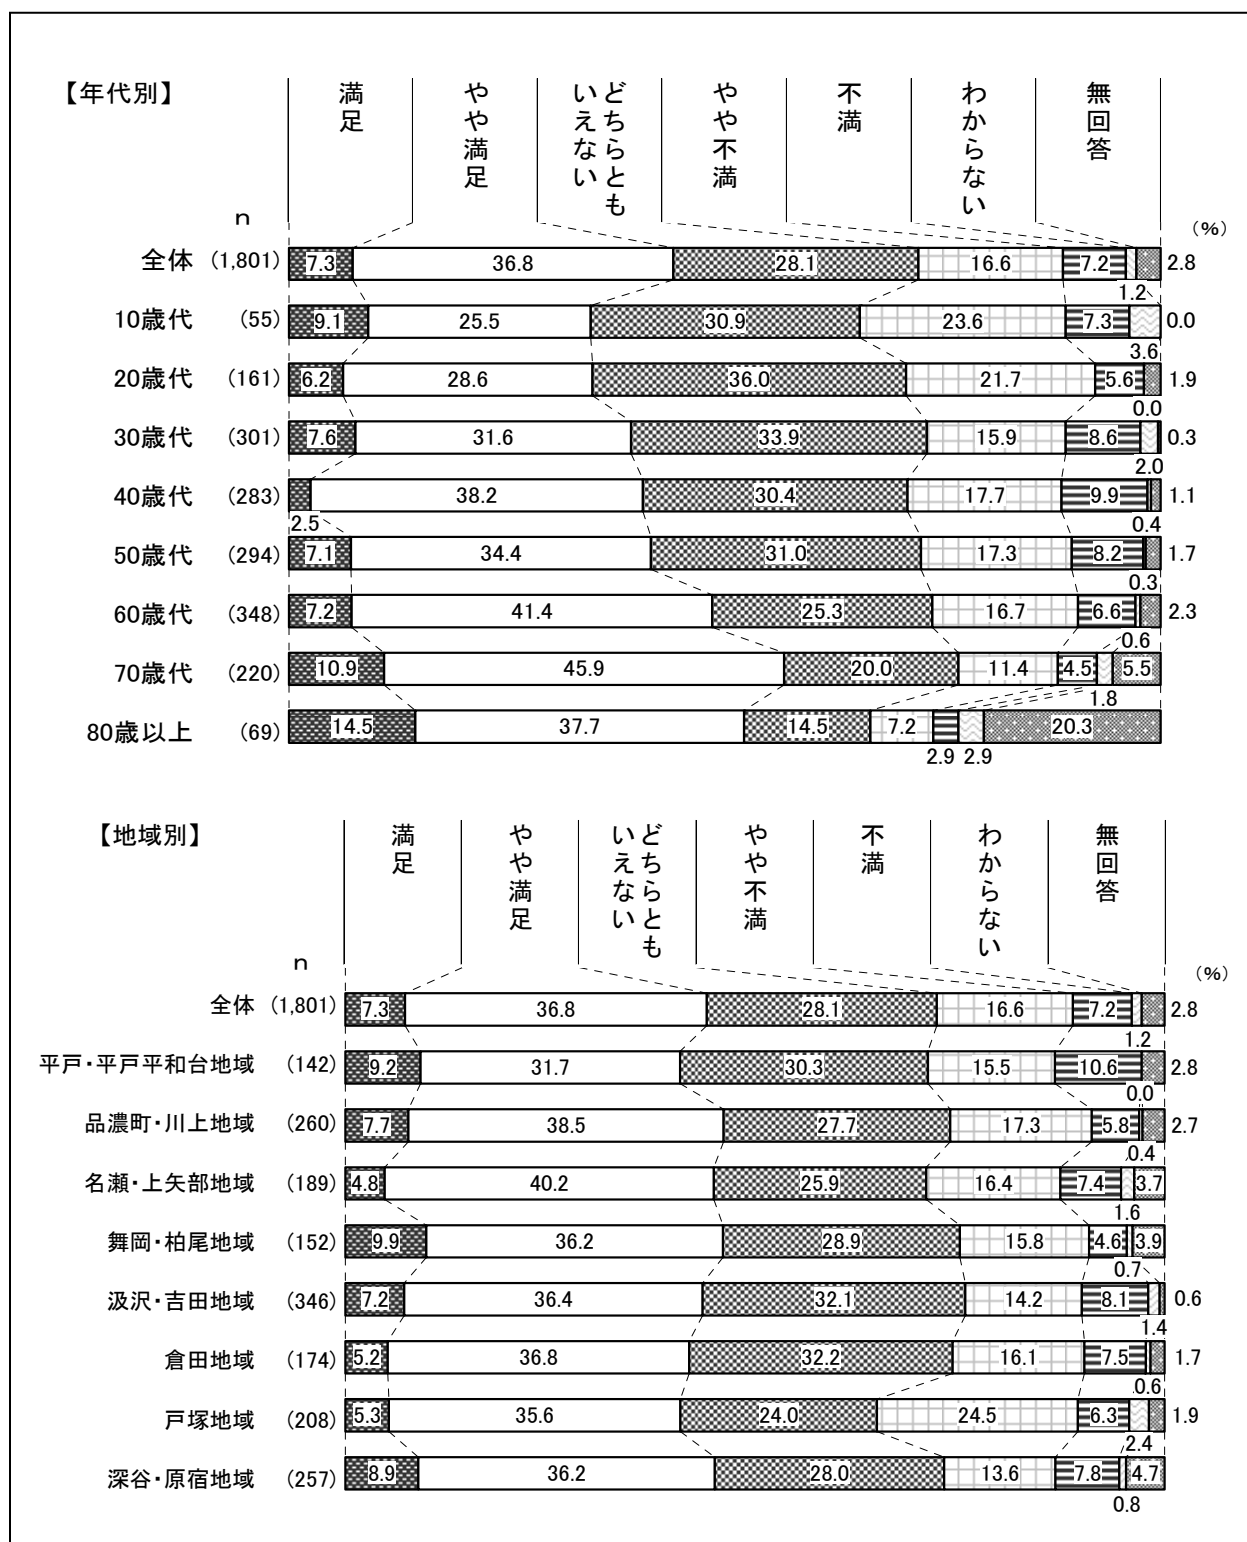 【年代別】
満足
やや満足
どちらとも
いえない
やや不満
不満
わからない
無回答
n
(%)
全体 (1,801) 7.3 36.8 28.1 16.6 7.2 2.8
1.2
10歳代 (55) 9.1 25.5 30.9 23.6 7.3 0.0
3.6
20歳代 (161) 6.2 28.6 36.0 21.7 5.6 1.9
0.0
30歳代 (301) 7.6 31.6 33.9 15.9 8.6 0.3
2.0
40歳代 (283) 38.2 30.4 17.7 9.9 1.1
2.5 0.4
50歳代 (294) 7.1 34.4 31.0 17.3 8.2 1.7
0.3
60歳代 (348) 7.2 41.4 25.3 16.7 6.6 2.3
0.6
70歳代 (220) 10.9 45.9 20.0 11.4 4.5 5.5
1.8
80歳以上 (69) 14.5 37.7 14.5 7.2 20.3
2.9 2.9
【地域別】
満足
やや満足
どちらとも
いえない
やや不満
不満
わからない
無回答
n
(%)
全体 (1,801) 7.3 36.8 28.1 16.6 7.2 2.8
1.2
平戸・平戸平和台地域 (142) 9.2 31.7 30.3 15.5 10.6 2.8
0.0
品濃町・川上地域 (260) 7.7 38.5 27.7 17.3 5.8 2.7
0.4
名瀬・上矢部地域 (189) 4.8 40.2 25.9 16.4 7.4 3.7
1.6
舞岡・柏尾地域 (152) 9.9 36.2 28.9 15.8 4.6 3.9
0.7
汲沢・吉田地域 (346) 7.2 36.4 32.1 14.2 8.1 0.6
1.4
倉田地域 (174) 5.2 36.8 32.2 16.1 7.5 1.7
0.6
戸塚地域 (208) 5.3 35.6 24.0 24.5 6.3 1.9
2.4
深谷・原宿地域 (257) 8.9 36.2 28.0 13.6 7.8 4.7
0.8